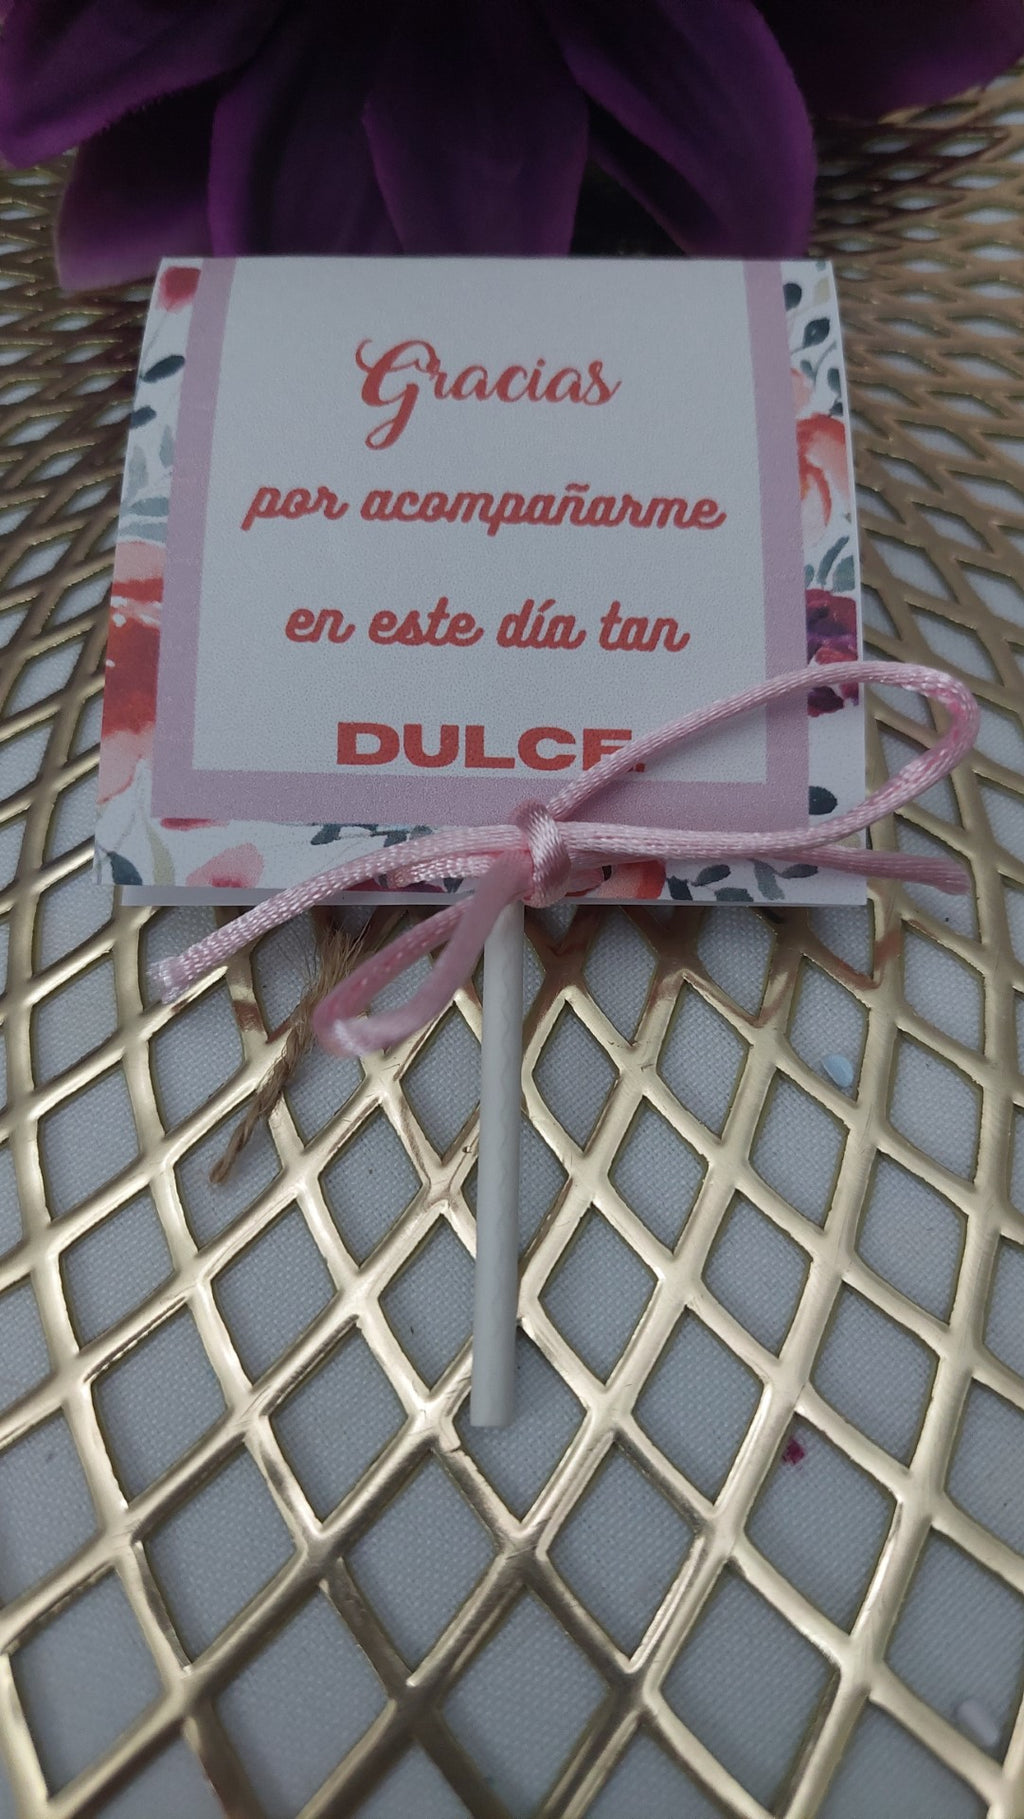 Gracias
por acompañarme
en este día tan
DULCE.